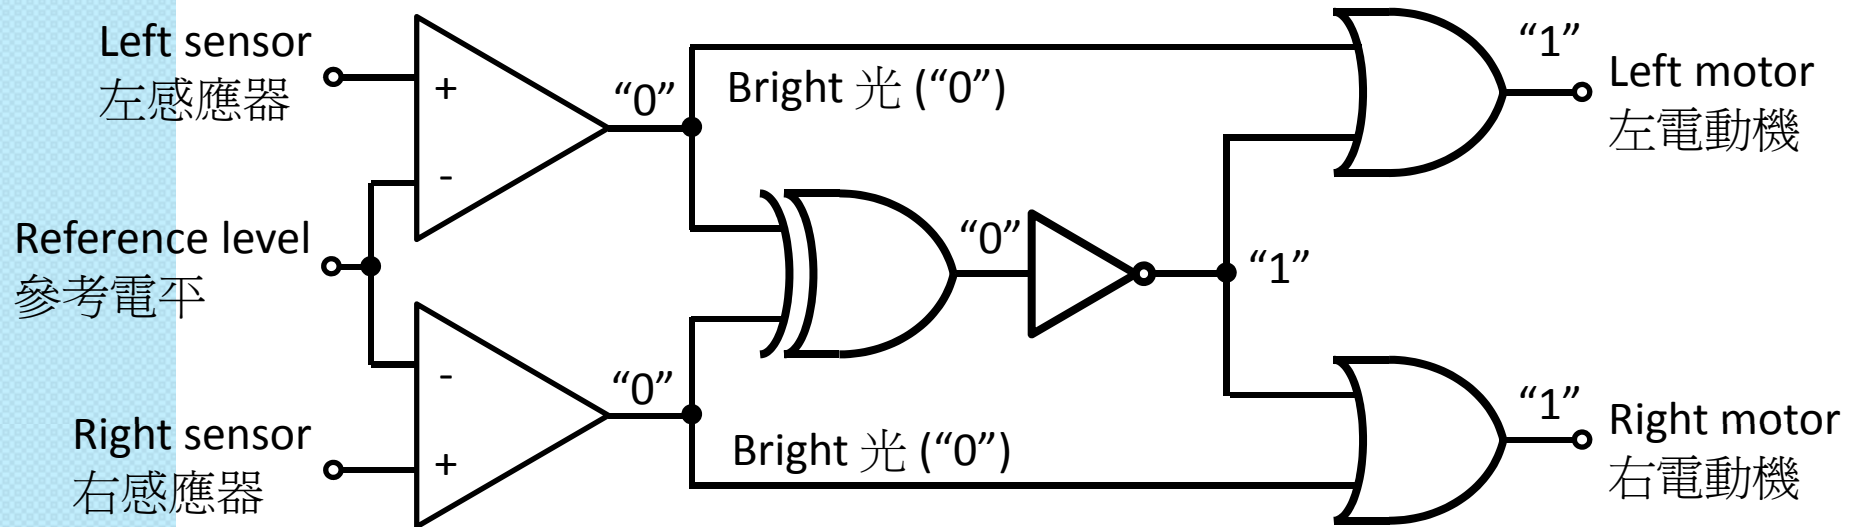 Left sensor
左感應器
+
-
“0”
Bright 光 (“0”)
“1”
Left motor
左電動機
Reference level
參考電平
“0”
“1”
-
+
“0”
Right sensor
右感應器
Bright 光 (“0”)
“1”
Right motor
右電動機